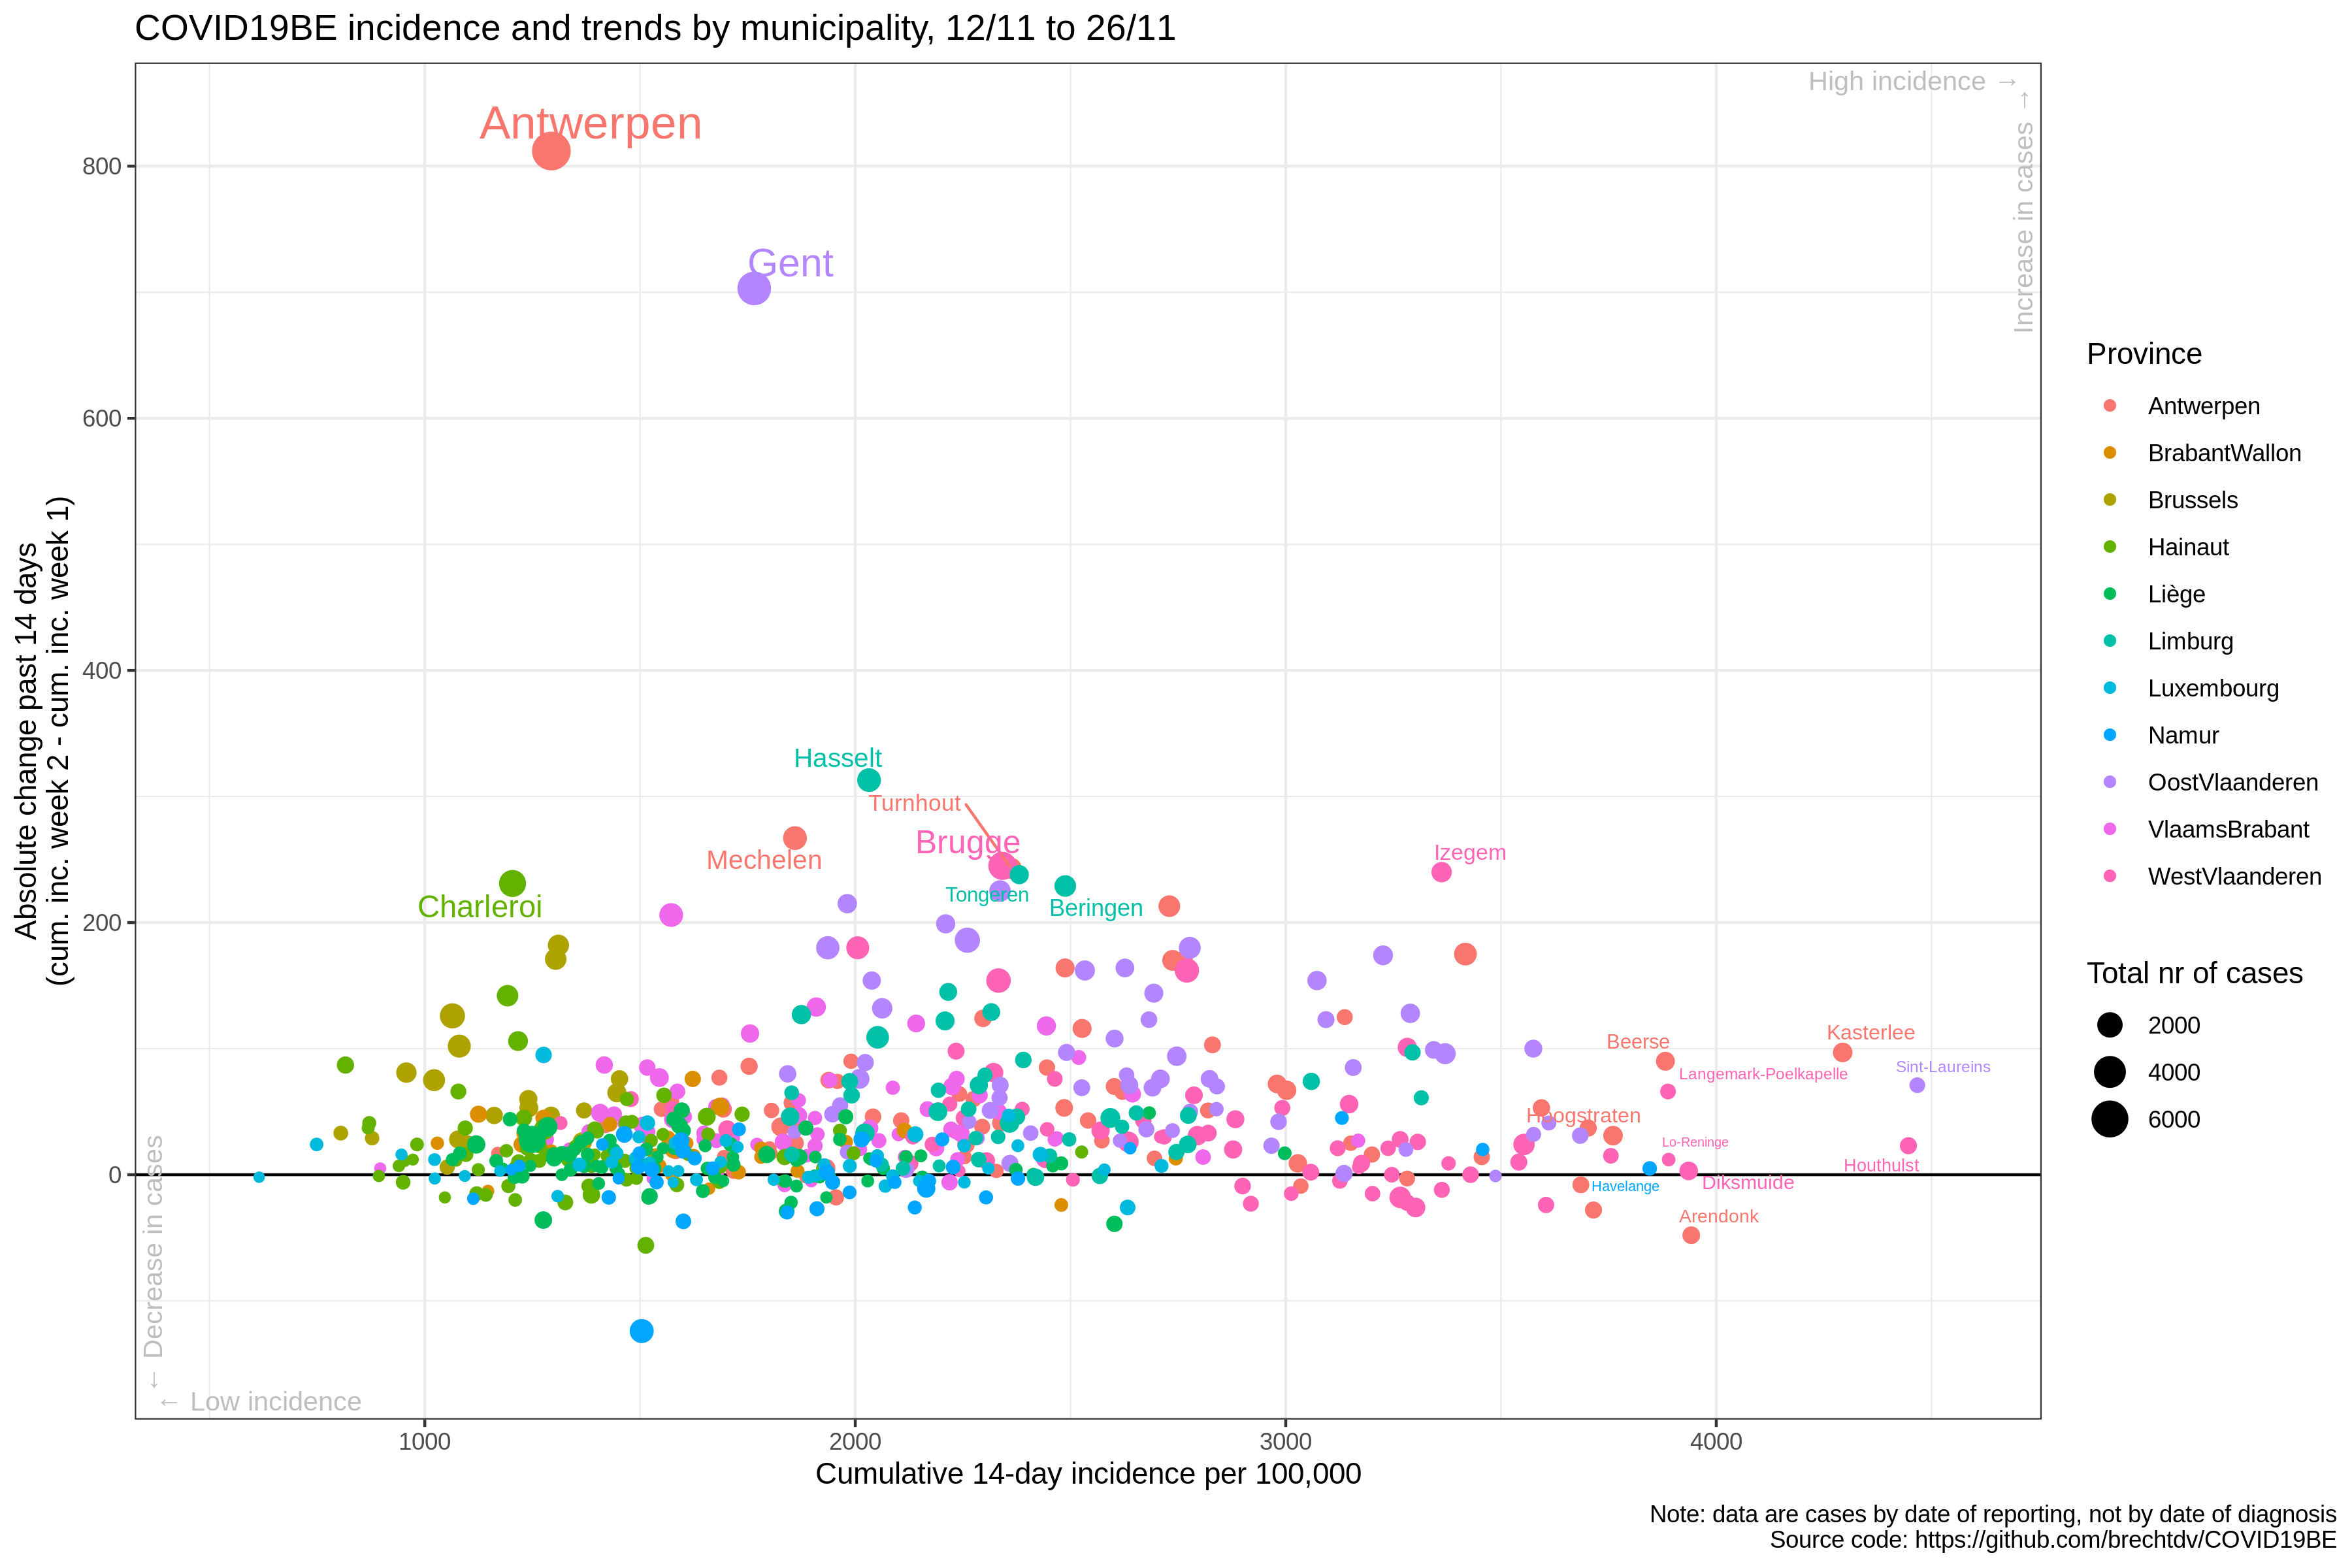 COVID19BE incidence and trends by municipality, 12/11 to 26/11
High incidence →
Increase in cases →
Antwerpen
Gent
Hasselt
Turnhout
Brugge
Mechelen
Izegem
Tongeren
Beringen
Charleroi
Beerse
Kasterlee
Langemark-Poelkapelle
Sint-Laureins
Hoogstraten
Lo-Reninge
Houthulst
Diksmuide
Havelange
Arendonk
← Decrease in cases
← Low incidence
800
600
400
200
0
Absolute change past 14 days
(cum. inc. week 2 - cum. inc. week 1)
1000
2000
3000
4000
Cumulative 14-day incidence per 100,000
Province
Antwerpen
BrabantWallon
Brussels
Hainaut
Liège
Limburg
Luxembourg
Namur
OostVlaanderen
VlaamsBrabant
WestVlaanderen
Total nr of cases
2000
4000
6000
Note: data are cases by date of reporting, not by date of diagnosis
Source code: https://github.com/brechtdv/COVID19BE